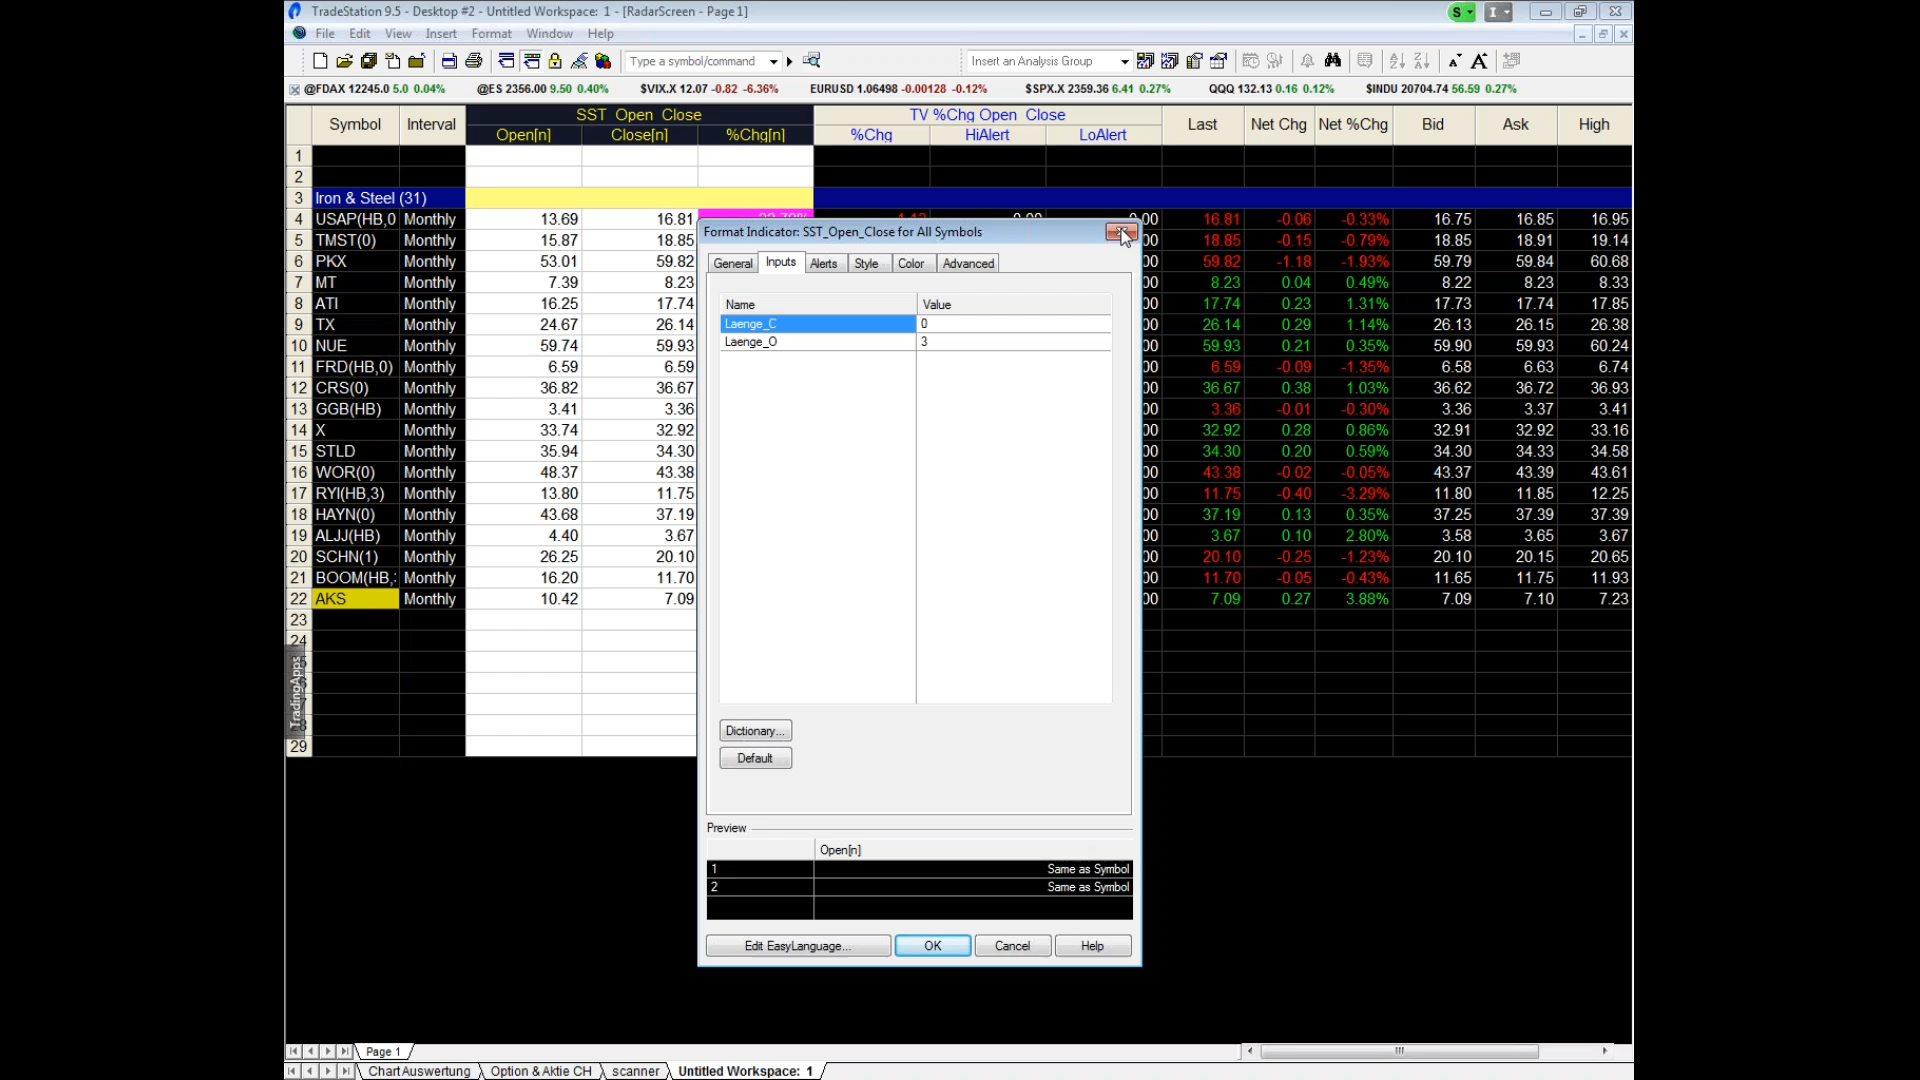 TradeStation 9.5 - Desktop #2 - Untitled Workspace: 1 - [RadarScreen - Page 1]
S I
File Edit View Insert Format Window Help
Type a symbol/command Insert an Analysis Group
@FDAX 12245.0 5.0 0.04% @ES 2356.00 9.50 0.40% $VIX.X 12.07 -0.82 -6.36% EURUSD 1.06498 -0.00128 -0.12% $SPX.X 2359.36 6.41 0.27% QQQ 132.13 0.16 0.12% $INDU 20704.74 56.59 0.27%
SST Open Close TV %Chg Open Close
Symbol Interval Open[n] Close[n] %Chg[n] %Chg HiAlert LoAlert Last Net Chg Net %Chg Bid Ask High
1
2
3 Iron & Steel (31)
4 USAP(HB,0 Monthly 13.69 16.81 16.81 -0.06 -0.33% 16.75 16.85 16.95
5 TMST(0) Monthly 15.87 18.85 00 18.85 -0.15 -0.79% 18.85 18.91 19.14
6 PKX Monthly 53.01 59.82 00 59.82 -1.18 -1.93% 59.79 59.84 60.68
7 MT Monthly 7.39 8.23 00 8.23 0.04 0.49% 8.22 8.23 8.33
8 ATI Monthly 16.25 17.74 00 17.74 0.23 1.31% 17.73 17.74 17.85
9 TX Monthly 24.67 26.14 00 26.14 0.29 1.14% 26.13 26.15 26.38
10 NUE Monthly 59.74 59.93 00 59.93 0.21 0.35% 59.90 59.93 60.24
11 FRD(HB,0) Monthly 6.59 6.59 00 6.59 -0.09 -1.35% 6.58 6.63 6.74
12 CRS(0) Monthly 36.82 36.67 00 36.67 0.38 1.03% 36.62 36.72 36.93
13 GGB(HB) Monthly 3.41 3.36 00 3.36 -0.01 -0.30% 3.36 3.37 3.41
14 X Monthly 33.74 32.92 00 32.92 0.28 0.86% 32.91 32.92 33.16
15 STLD Monthly 35.94 34.30 00 34.30 0.20 0.59% 34.30 34.33 34.58
16 WOR(0) Monthly 48.37 43.38 00 43.38 -0.02 -0.05% 43.37 43.39 43.61
17 RYI(HB,3) Monthly 13.80 11.75 00 11.75 -0.40 -3.29% 11.80 11.85 12.25
18 HAYN(0) Monthly 43.68 37.19 00 37.19 0.13 0.35% 37.25 37.39 37.39
19 ALJJ(HB) Monthly 4.40 3.67 00 3.67 0.10 2.80% 3.58 3.65 3.67
20 SCHN(1) Monthly 26.25 20.10 00 20.10 -0.25 -1.23% 20.10 20.15 20.65
21 BOOM(HB, Monthly 16.20 11.70 00 11.70 -0.05 -0.43% 11.65 11.75 11.93
22 AKS Monthly 10.42 7.09 00 7.09 0.27 3.88% 7.09 7.10 7.23
23
24
TradingApps
29
Format Indicator: SST_Open_Close for All Symbols
General Inputs Alerts Style Color Advanced
Name Value
Laenge_C 0
Laenge_O 3
Dictionary...
Default
Preview
Open[n]
1 Same as Symbol
2 Same as Symbol
Edit EasyLanguage... OK Cancel Help
Page 1
ChartAuswertung Option & Aktie CH scanner Untitled Workspace: 1